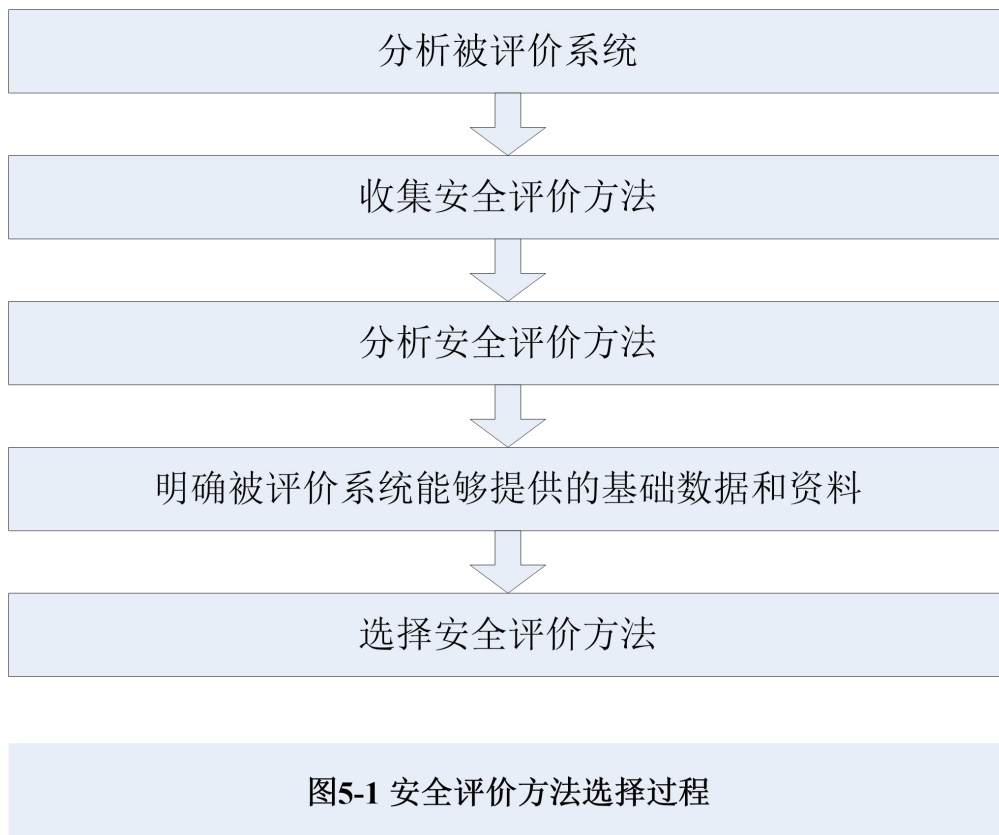 分析被评价系统
收集安全评价方法
分析安全评价方法
明确被评价系统能够提供的基础数据和资料
选择安全评价方法
图5-1 安全评价方法选择过程